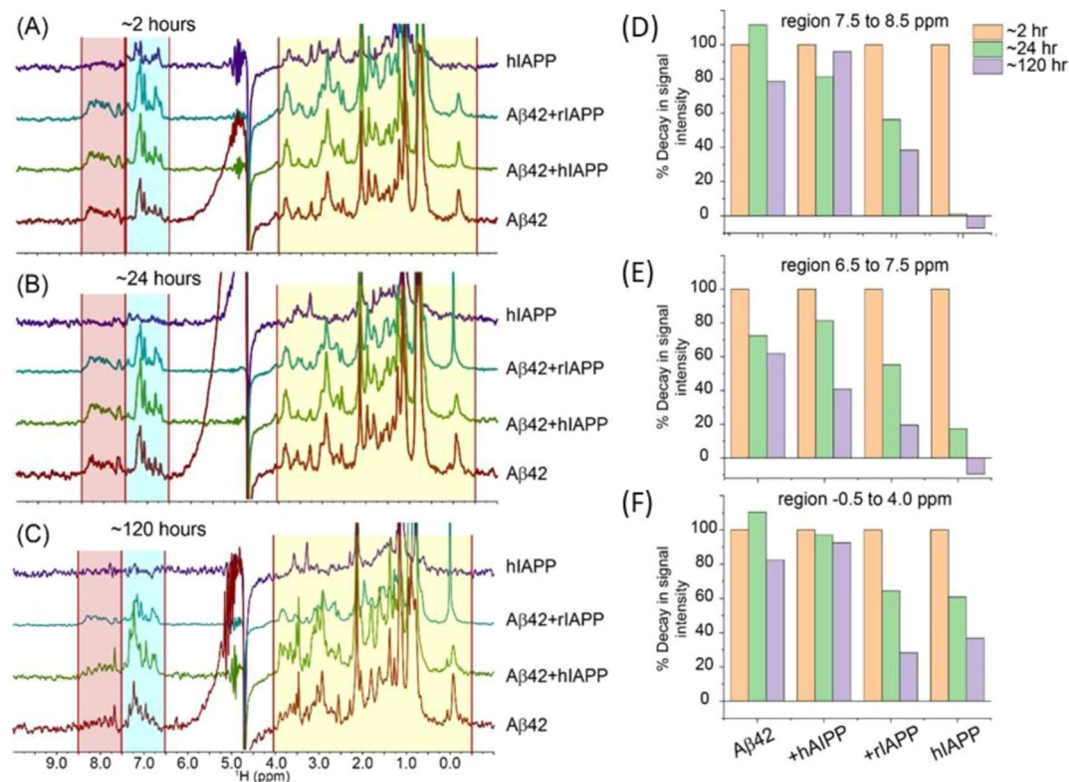 (A)
~2 hours
hIAPP
Aβ42+rIAPP
Aβ42+hIAPP
Aβ42
(B)
~24 hours
hIAPP
Aβ42+rIAPP
Aβ42+hIAPP
Aβ42
(C)
~120 hours
hIAPP
Aβ42+rIAPP
Aβ42+hIAPP
Aβ42
9.0 8.0 7.0 6.0 5.0 4.0 3.0 2.0 1.0 0.0
¹H (ppm)
(D)
region 7.5 to 8.5 ppm
~2 hr
~24 hr
~120 hr
% Decay in signal
intensity
100
80
60
40
20
0
(E)
region 6.5 to 7.5 ppm
% Decay in signal
intensity
100
80
60
40
20
0
(F)
region -0.5 to 4.0 ppm
% Decay in signal
intensity
100
80
60
40
20
0
Aβ42
+hAIPP
+rIAPP
hIAPP